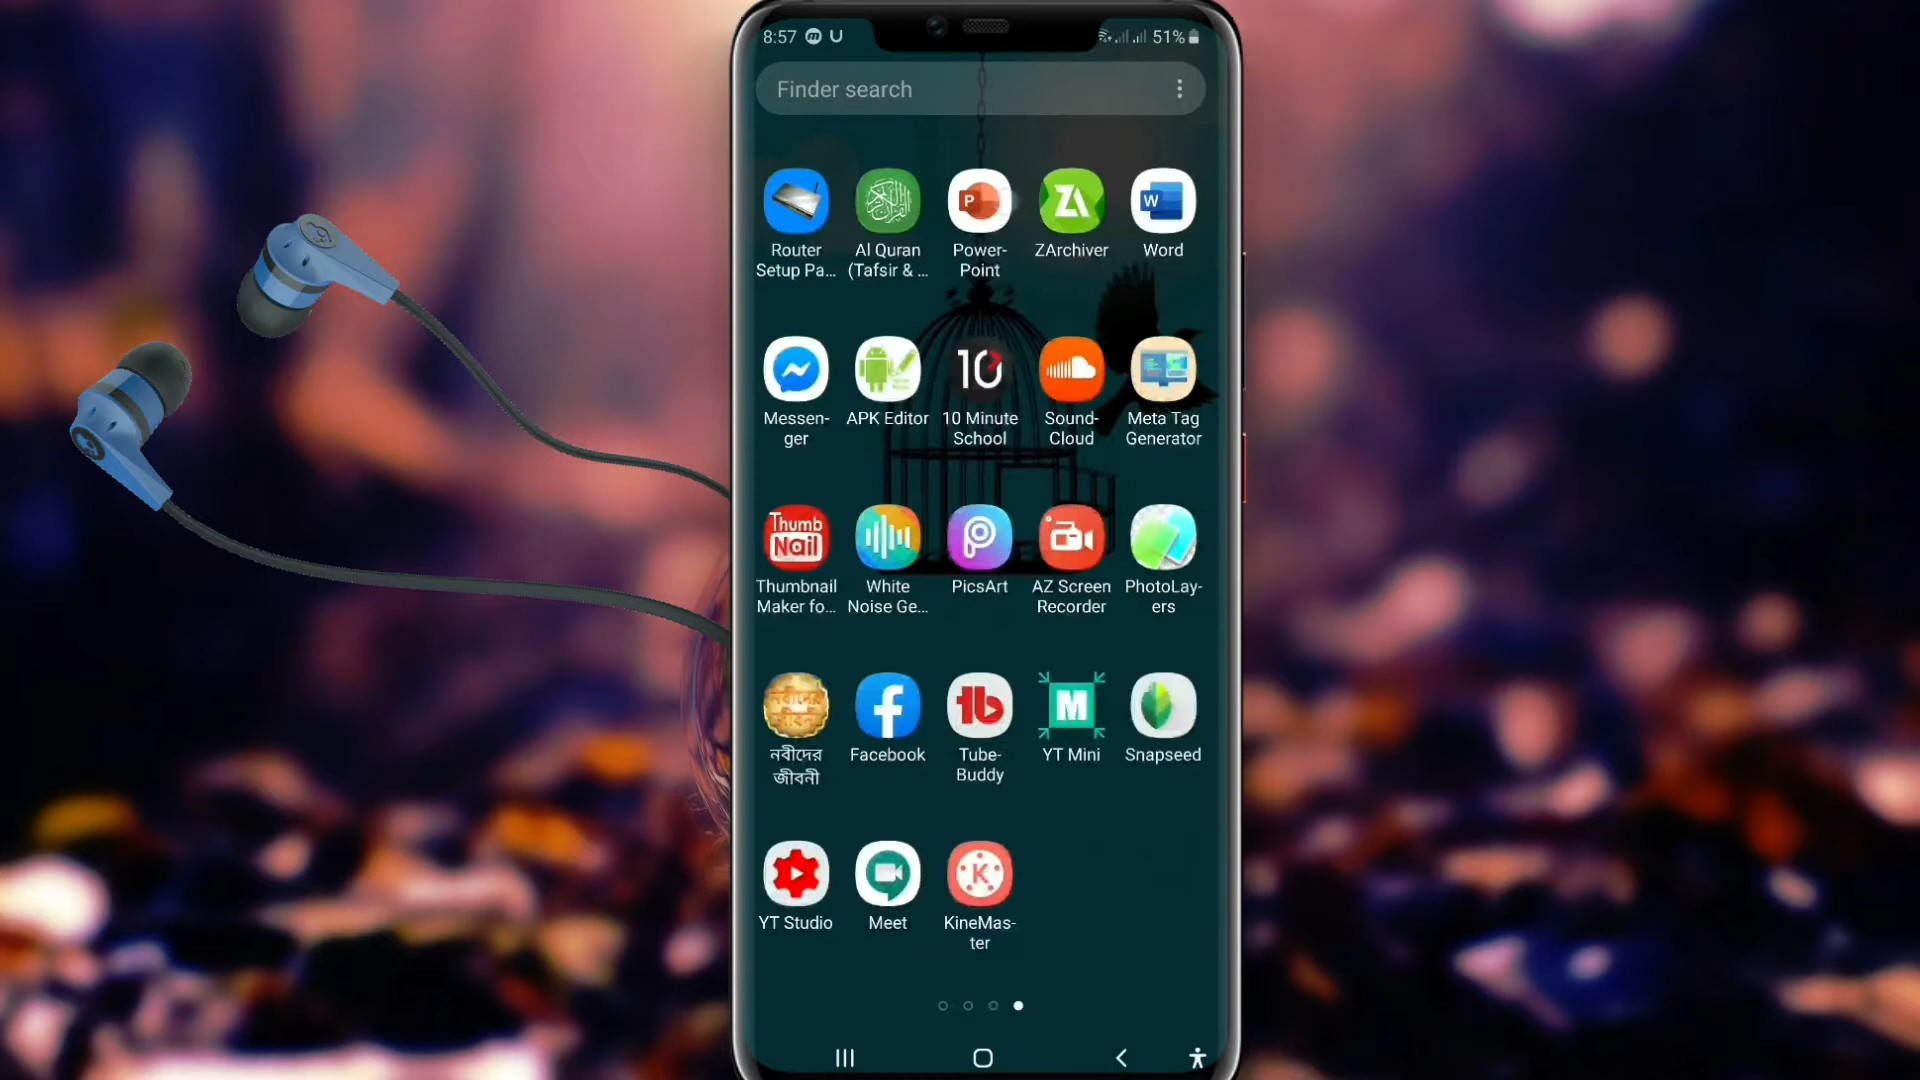 8:57 U 51%
Finder search
Router Setup Pa...
Al Quran (Tafsir & ...
Power-Point
ZArchiver
Word
Messen-ger
APK Editor
10 Minute School
Sound-Cloud
Meta Tag Generator
Thumb Nail
Thumbnail Maker fo...
White Noise Ge...
PicsArt
AZ Screen Recorder
PhotoLay-ers
নবীদের জীবনী
নবীদের জীবনী
Facebook
Tube-Buddy
YT Mini
Snapseed
YT Studio
Meet
KineMas-ter